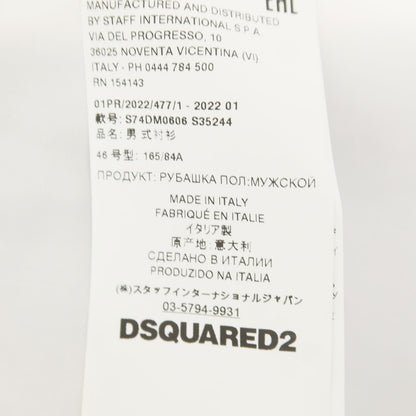 MANUFACTURED AND DISTRIBUTED
BY STAFF INTERNATIONAL S.P.A
VIA DEL PROGRESSO, 10
36025 NOVENTA VICENTINA (VI)
ITALY - PH 0444 784 500
RN 154143
EAC
01PR/2022/477/1 - 2022 01
款号: S74DM0606 S35244
品名: 男式衬衫
46 号型: 165/84A
ПРОДУКТ: РУБАШКА ПОЛ:МУЖСКОЙ
MADE IN ITALY
FABRIQUÉ EN ITALIE
イタリア製
原产地: 意大利
СДЕЛАНО В ИТАЛИИ
PRODUZIDO NA ITALIA
(株)スタッフインターナショナルジャパン
03-5794-9931
DSQUARED2